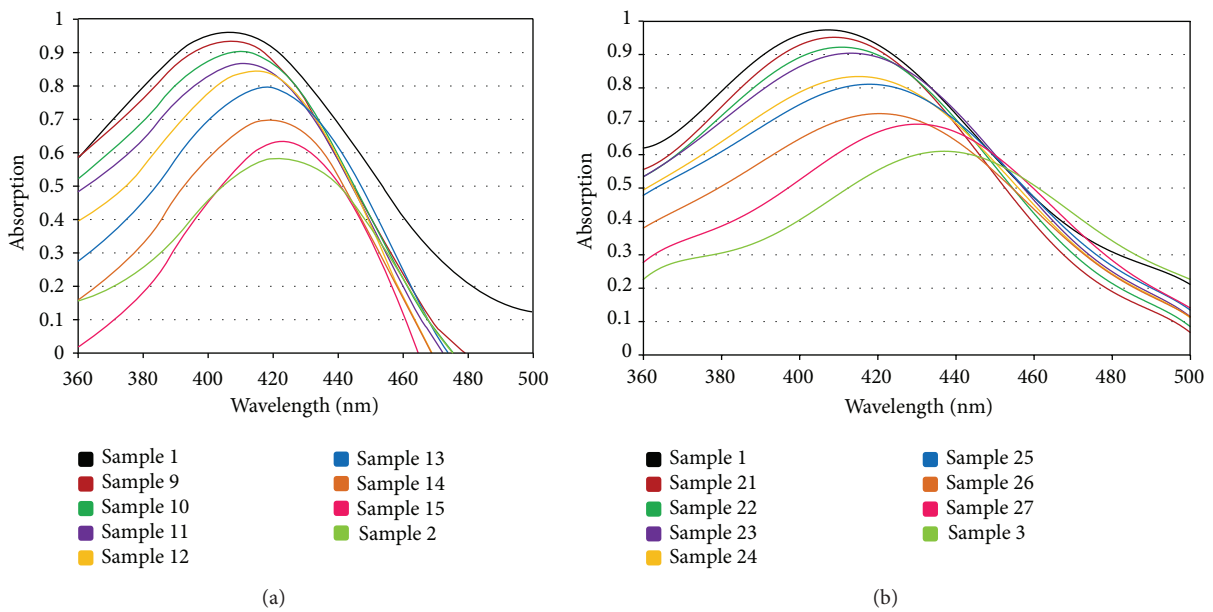 1
0.9
0.8
0.7
0.6
0.5
0.4
0.3
0.2
0.1
0
Absorption
360 380 400 420 440 460 480 500
Wavelength (nm)
Sample 1
Sample 9
Sample 10
Sample 11
Sample 12
Sample 13
Sample 14
Sample 15
Sample 2
(a)
1
0.9
0.8
0.7
0.6
0.5
0.4
0.3
0.2
0.1
0
Absorption
360 380 400 420 440 460 480 500
Wavelength (nm)
Sample 1
Sample 21
Sample 22
Sample 23
Sample 24
Sample 25
Sample 26
Sample 27
Sample 3
(b)